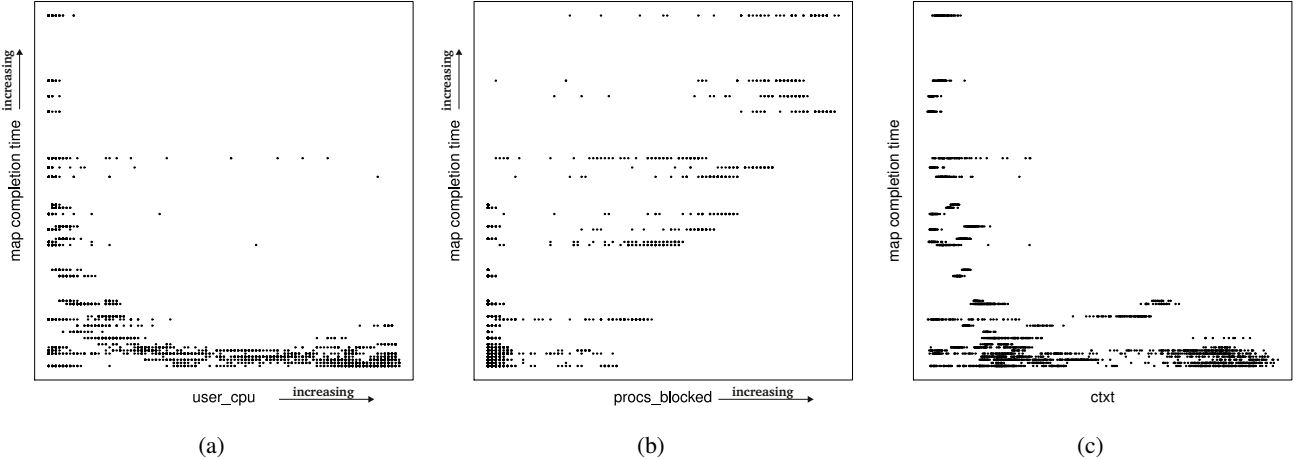 map completion time increasing
user_cpu increasing
(a)
map completion time increasing
procs_blocked increasing
(b)
map completion time
ctxt
(c)